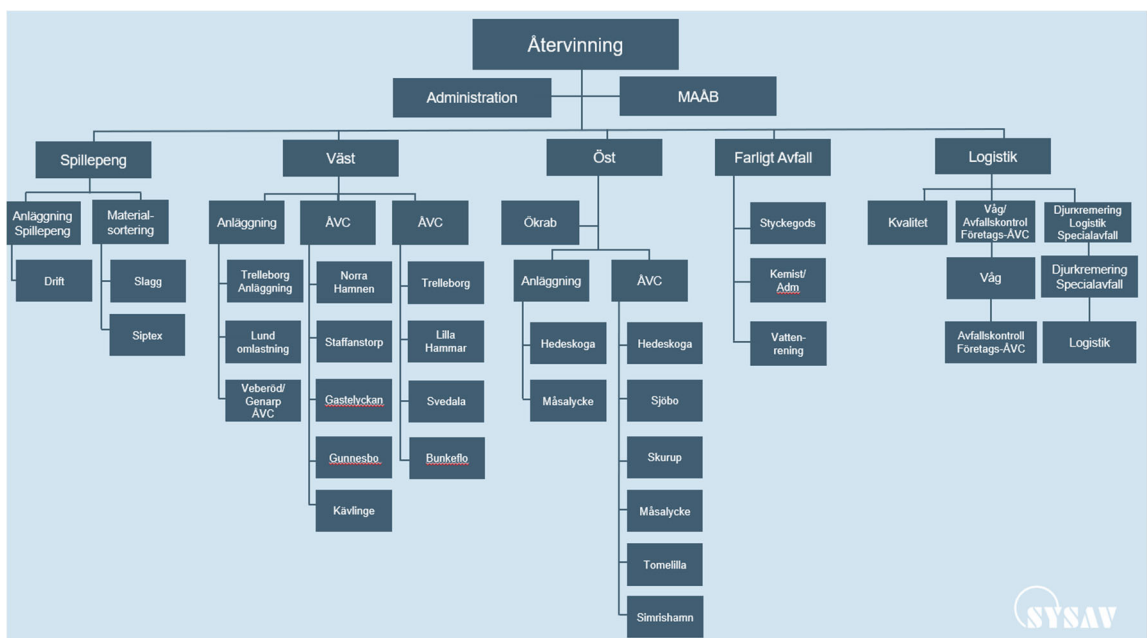 Återvinning
Administration
MAÅB
Spillepeng
Väst
Öst
Farligt Avfall
Logistik
Anläggning
Spillepeng
Material-
sortering
Drift
Slagg
Siptex
Anläggning
ÅVC
ÅVC
Trelleborg
Anläggning
Lund
omlastning
Veberöd/
Genarp
ÅVC
Norra
Hamnen
Staffanstorp
Gastelyckan
Gunnesbo
Kävlinge
Trelleborg
Lilla
Hammar
Svedala
Bunkeflo
Ökrab
Anläggning
ÅVC
Hedeskoga
Måsalycke
Hedeskoga
Sjöbo
Skurup
Måsalycke
Tomelilla
Simrishamn
Styckegods
Kemist/
Adm
Vatten-
rening
Kvalitet
Våg/
Avfallskontrol
Företags-ÅVC
Djurkremering
Logistik
Specialavfall
Våg
Djurkremering
Specialavfall
Avfallskontroll
Företags-ÅVC
Logistik
SYSAV